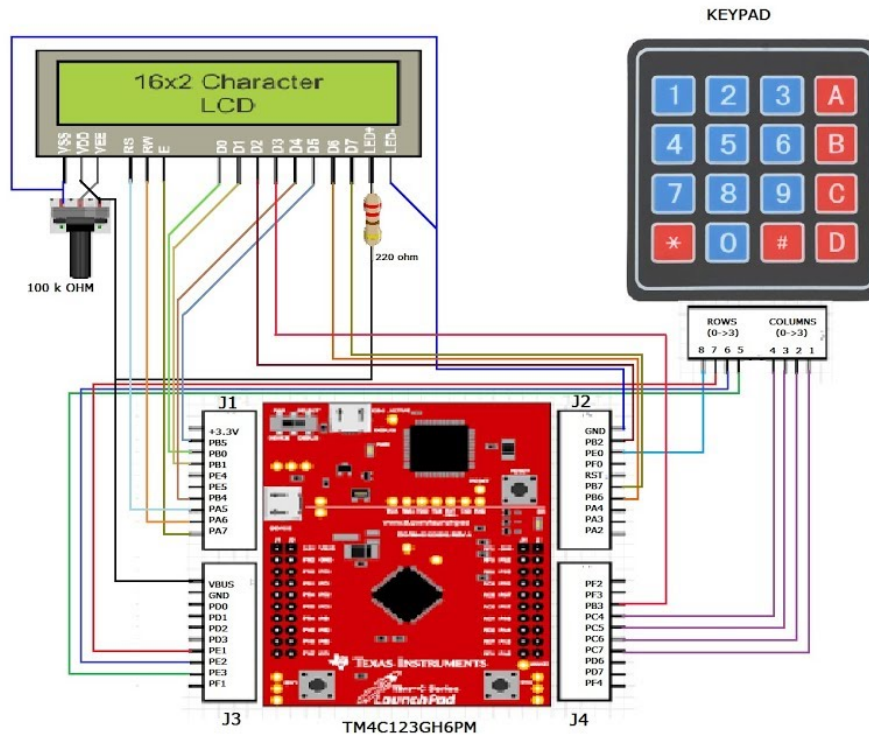 KEYPAD
16x2 Character
LCD
VSS
VDD
VEE
RS
RW
E
D0
D1
D2
D3
D4
D5
D6
D7
LED+
LED-
1 2 3 A
4 5 6 B
7 8 9 C
* 0 # D
220 ohm
100 k OHM
ROWS COLUMNS
(0->3) (0->3)
8 7 6 5 4 3 2 1
J1
+3.3V
PB5
PB0
PB1
PE4
PE5
PB4
PA5
PA6
PA7
J2
GND
PB2
PE0
PF0
RST
PB7
PB6
PA4
PA3
PA2
VBUS
GND
PD0
PD1
PD2
PD3
PE1
PE2
PE3
PF1
J3
PF2
PF3
PB3
PC4
PC5
PC6
PC7
PD6
PD7
PF4
J4
TEXAS INSTRUMENTS
LaunchPad
TM4C123GH6PM